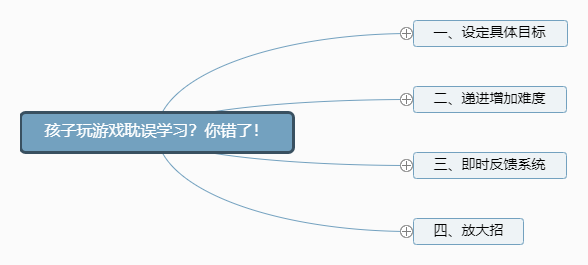 孩子玩游戏耽误学习？你错了！
一、设定具体目标
二、递进增加难度
三、即时反馈系统
四、放大招